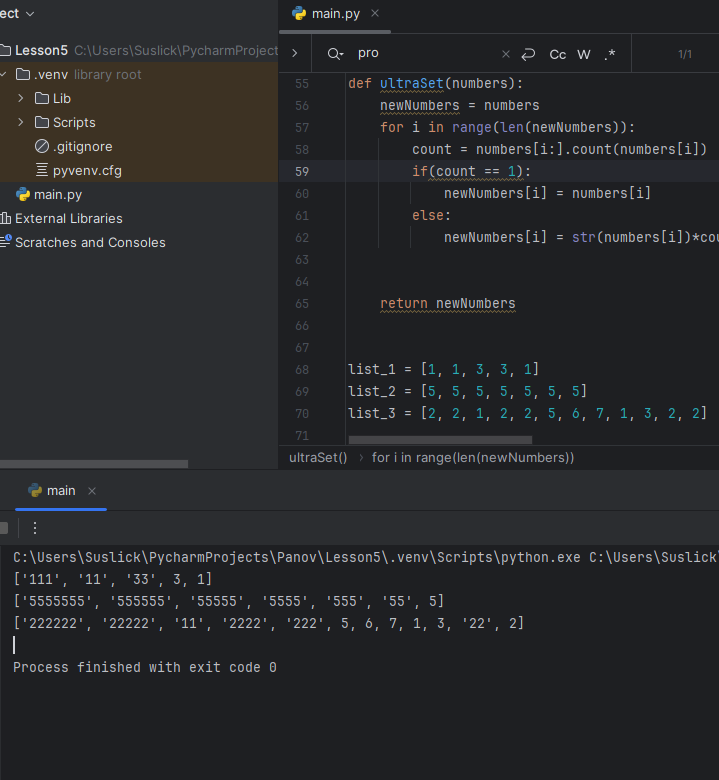 ect
main.py
Lesson5 C:\Users\Suslick\PycharmProject
.venv library root
Lib
Scripts
.gitignore
pyvenv.cfg
main.py
External Libraries
Scratches and Consoles
pro
Cc W .*
1/1
55 def ultraSet(numbers):
56 newNumbers = numbers
57 for i in range(len(newNumbers)):
58 count = numbers[i:].count(numbers[i])
59 if(count == 1):
60 newNumbers[i] = numbers[i]
61 else:
62 newNumbers[i] = str(numbers[i])*cou
63
64
65 return newNumbers
66
67
68 list_1 = [1, 1, 3, 3, 1]
69 list_2 = [5, 5, 5, 5, 5, 5, 5]
70 list_3 = [2, 2, 1, 2, 2, 5, 6, 7, 1, 3, 2, 2]
71
ultraSet() > for i in range(len(newNumbers))
main
C:\Users\Suslick\PycharmProjects\Panov\Lesson5\.venv\Scripts\python.exe C:\Users\Suslick\
['111', '11', '33', 3, 1]
['5555555', '555555', '55555', '5555', '555', '55', 5]
['222222', '22222', '11', '2222', '222', 5, 6, 7, 1, 3, '22', 2]
Process finished with exit code 0